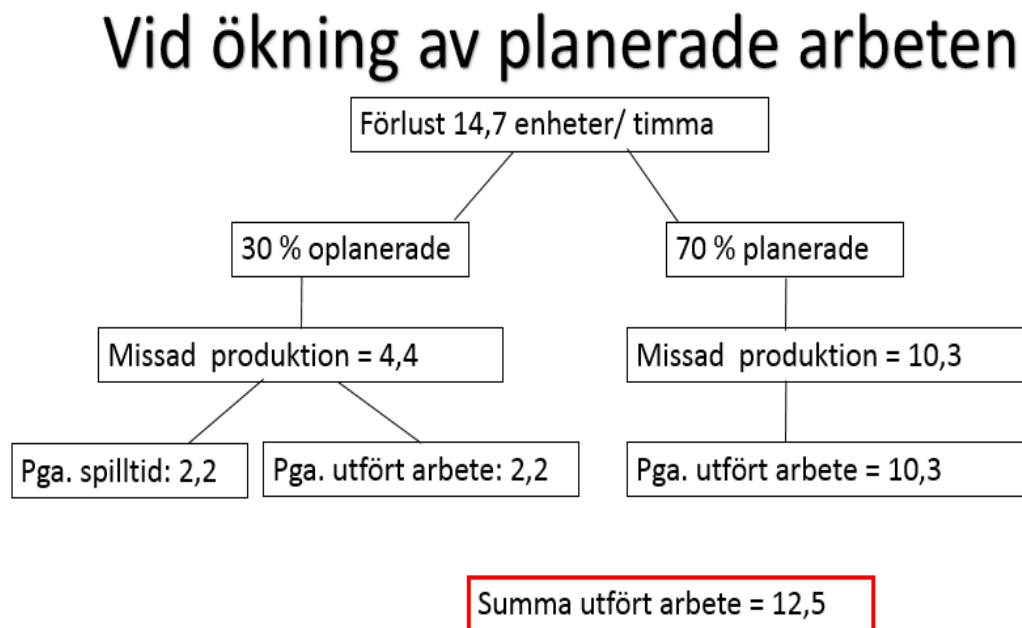 Vid ökning av planerade arbeten
Förlust 14,7 enheter/ timma
30 % oplanerade
70 % planerade
Missad  produktion = 4,4
Missad  produktion = 10,3
Pga. spilltid: 2,2
Pga. utfört arbete: 2,2
Pga. utfört arbete = 10,3
Summa utfört arbete = 12,5